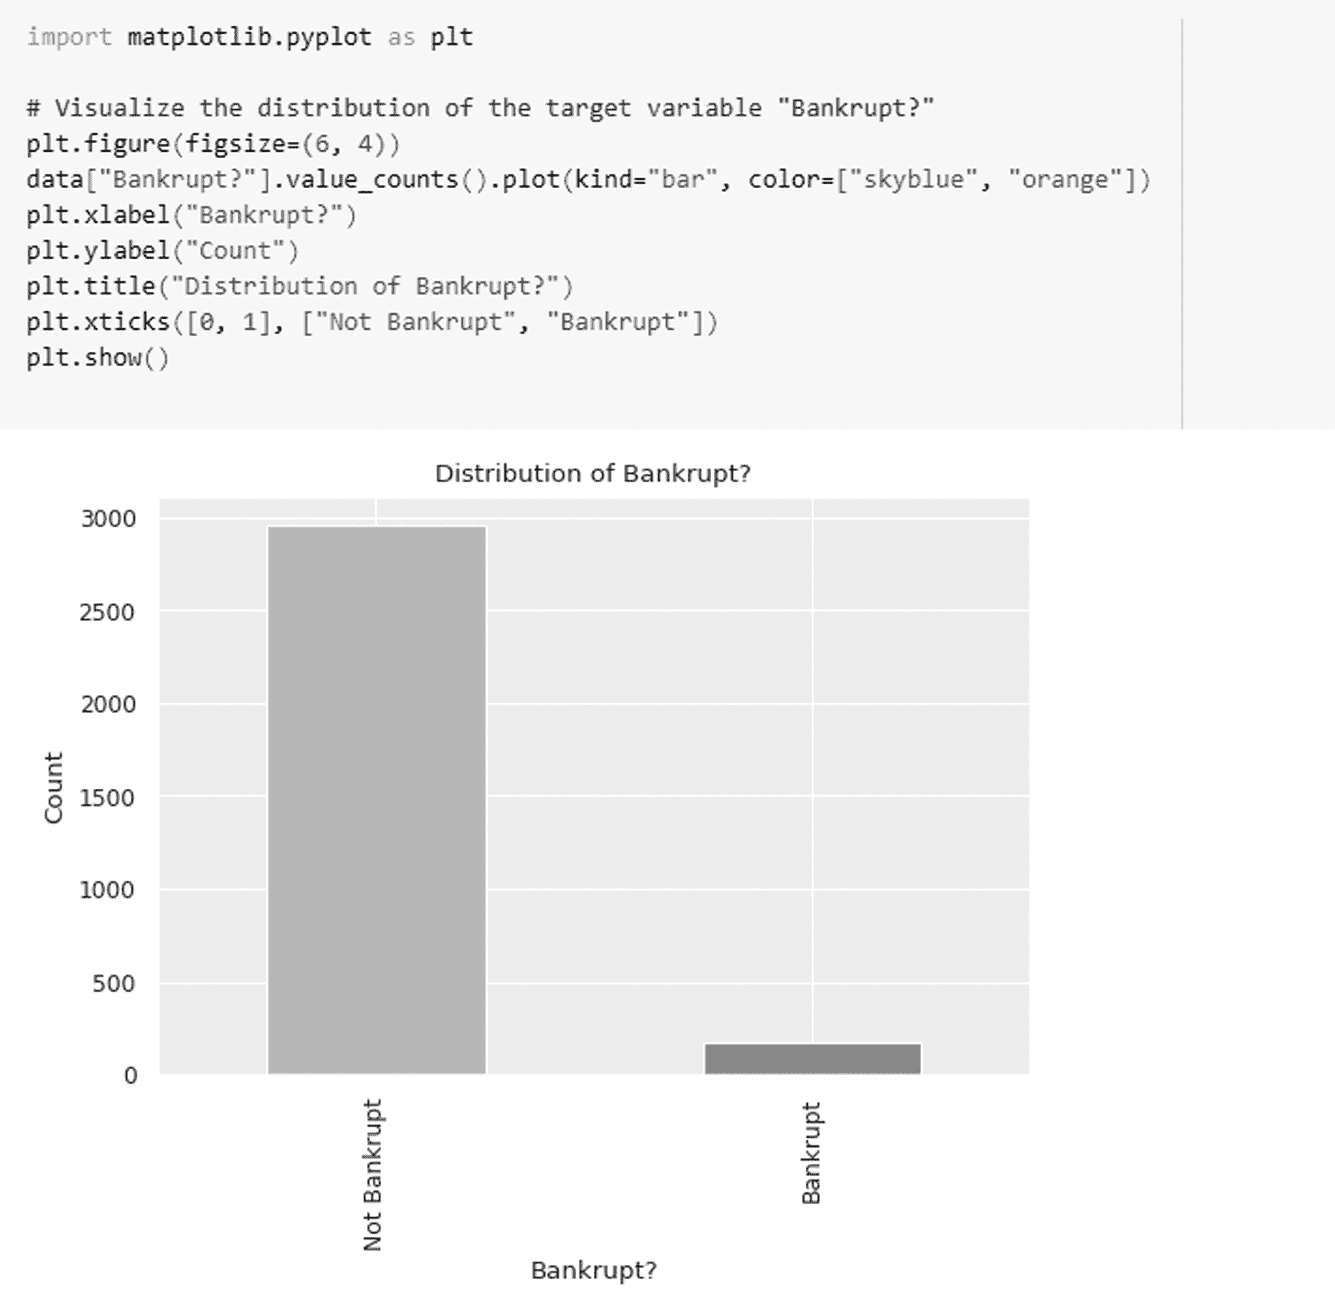 import matplotlib.pyplot as plt
# Visualize the distribution of the target variable "Bankrupt?"
plt.figure(figsize=(6, 4))
data["Bankrupt?"].value_counts().plot(kind="bar", color=["skyblue", "orange"])
plt.xlabel("Bankrupt?")
plt.ylabel("Count")
plt.title("Distribution of Bankrupt?")
plt.xticks([0, 1], ["Not Bankrupt", "Bankrupt"])
plt.show()
Distribution of Bankrupt?
3000
2500
2000
1500
1000
500
0
Count
Not Bankrupt
Bankrupt
Bankrupt?